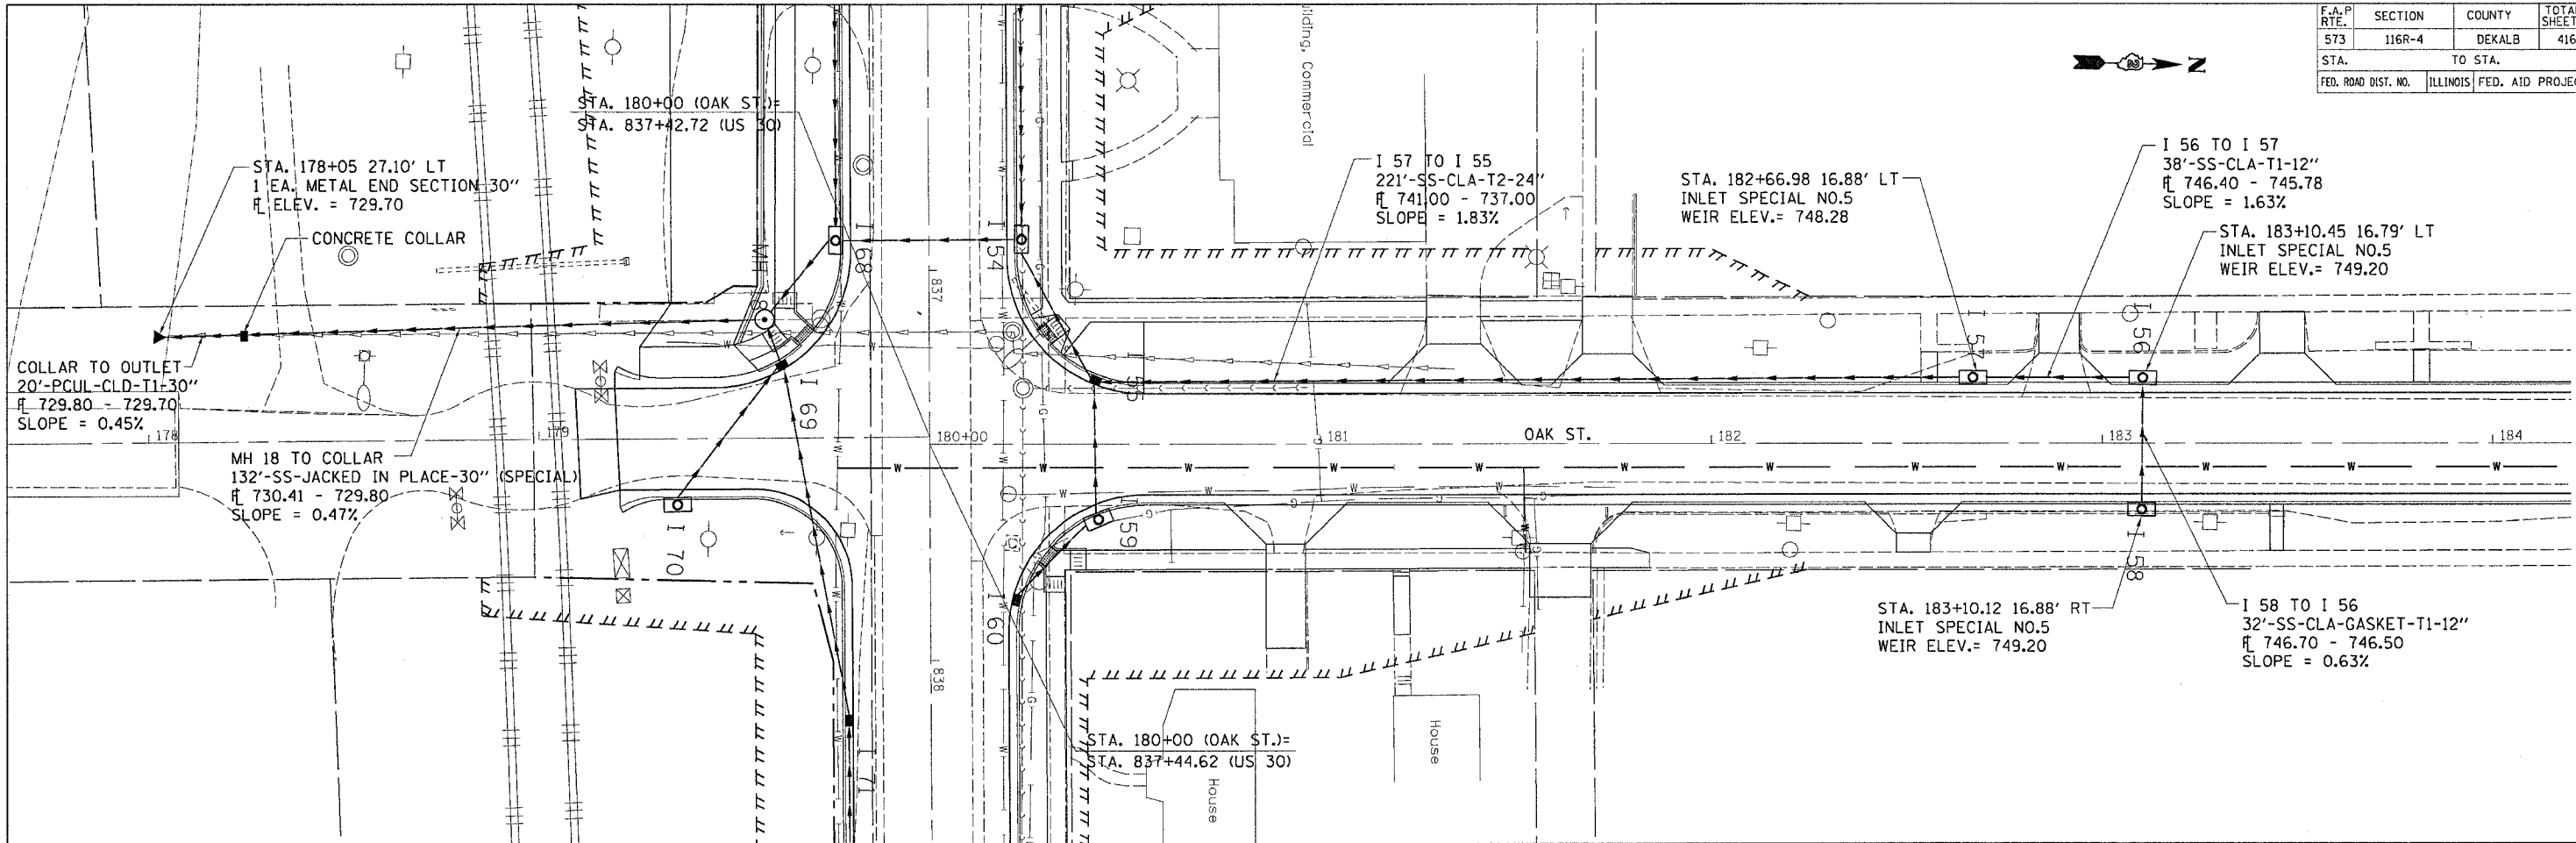 F.A.P RTE. SECTION COUNTY TOTAL SHEET
573 116R-4 DEKALB 416
STA. TO STA.
FED. ROAD DIST. NO. ILLINOIS FED. AID PROJEC
N
STA. 180+00 (OAK ST.)=
STA. 837+42.72 (US 30)
ilding, Commercial
STA. 178+05 27.10' LT
1 EA. METAL END SECTION 30"
FL ELEV. = 729.70
CONCRETE COLLAR
COLLAR TO OUTLET
20'-PCUL-CLD-T1-30"
FL 729.80 - 729.70
SLOPE = 0.45%
MH 18 TO COLLAR
132'-SS-JACKED IN PLACE-30" (SPECIAL)
FL 730.41 - 729.80
SLOPE = 0.47%
I 57 TO I 55
221'-SS-CLA-T2-24"
FL 741.00 - 737.00
SLOPE = 1.83%
STA. 182+66.98 16.88' LT
INLET SPECIAL NO.5
WEIR ELEV.= 748.28
I 56 TO I 57
38'-SS-CLA-T1-12"
FL 746.40 - 745.78
SLOPE = 1.63%
STA. 183+10.45 16.79' LT
INLET SPECIAL NO.5
WEIR ELEV.= 749.20
I 68
I 54
837
I 57
I 56
I 69
178
179
180+00
181
OAK ST.
182
183
184
I 70
I 59
I 60
I 58
838
I 71
STA. 183+10.12 16.88' RT
INLET SPECIAL NO.5
WEIR ELEV.= 749.20
I 58 TO I 56
32'-SS-CLA-GASKET-T1-12"
FL 746.70 - 746.50
SLOPE = 0.63%
STA. 180+00 (OAK ST.)=
STA. 837+44.62 (US 30)
House
House